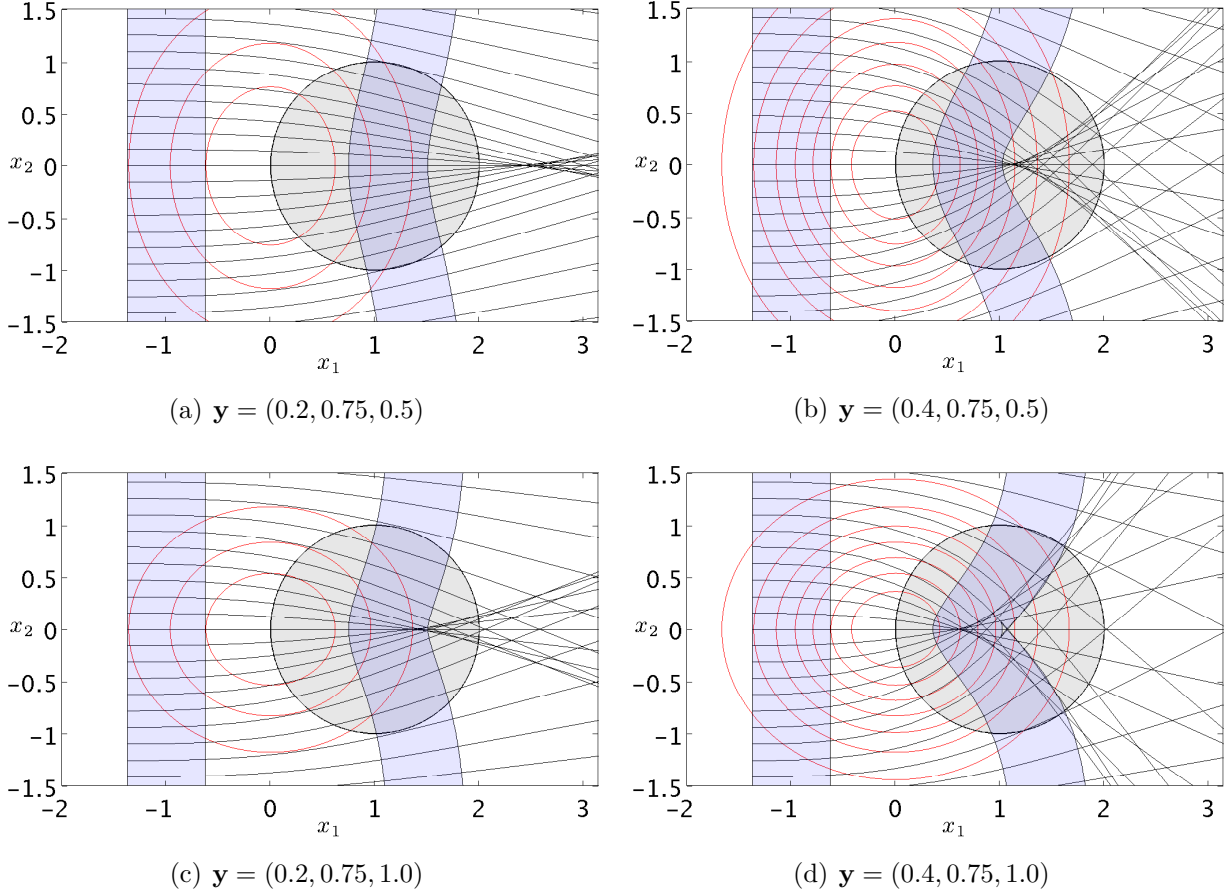 1.5
1
0.5
x₂ 0
−0.5
−1
−1.5
−2 −1 0 1 2 3
x₁
(a) y = (0.2, 0.75, 0.5)
1.5
1
0.5
x₂ 0
−0.5
−1
−1.5
−2 −1 0 1 2 3
x₁
(b) y = (0.4, 0.75, 0.5)
1.5
1
0.5
x₂ 0
−0.5
−1
−1.5
−2 −1 0 1 2 3
x₁
(c) y = (0.2, 0.75, 1.0)
1.5
1
0.5
x₂ 0
−0.5
−1
−1.5
−2 −1 0 1 2 3
x₁
(d) y = (0.4, 0.75, 1.0)